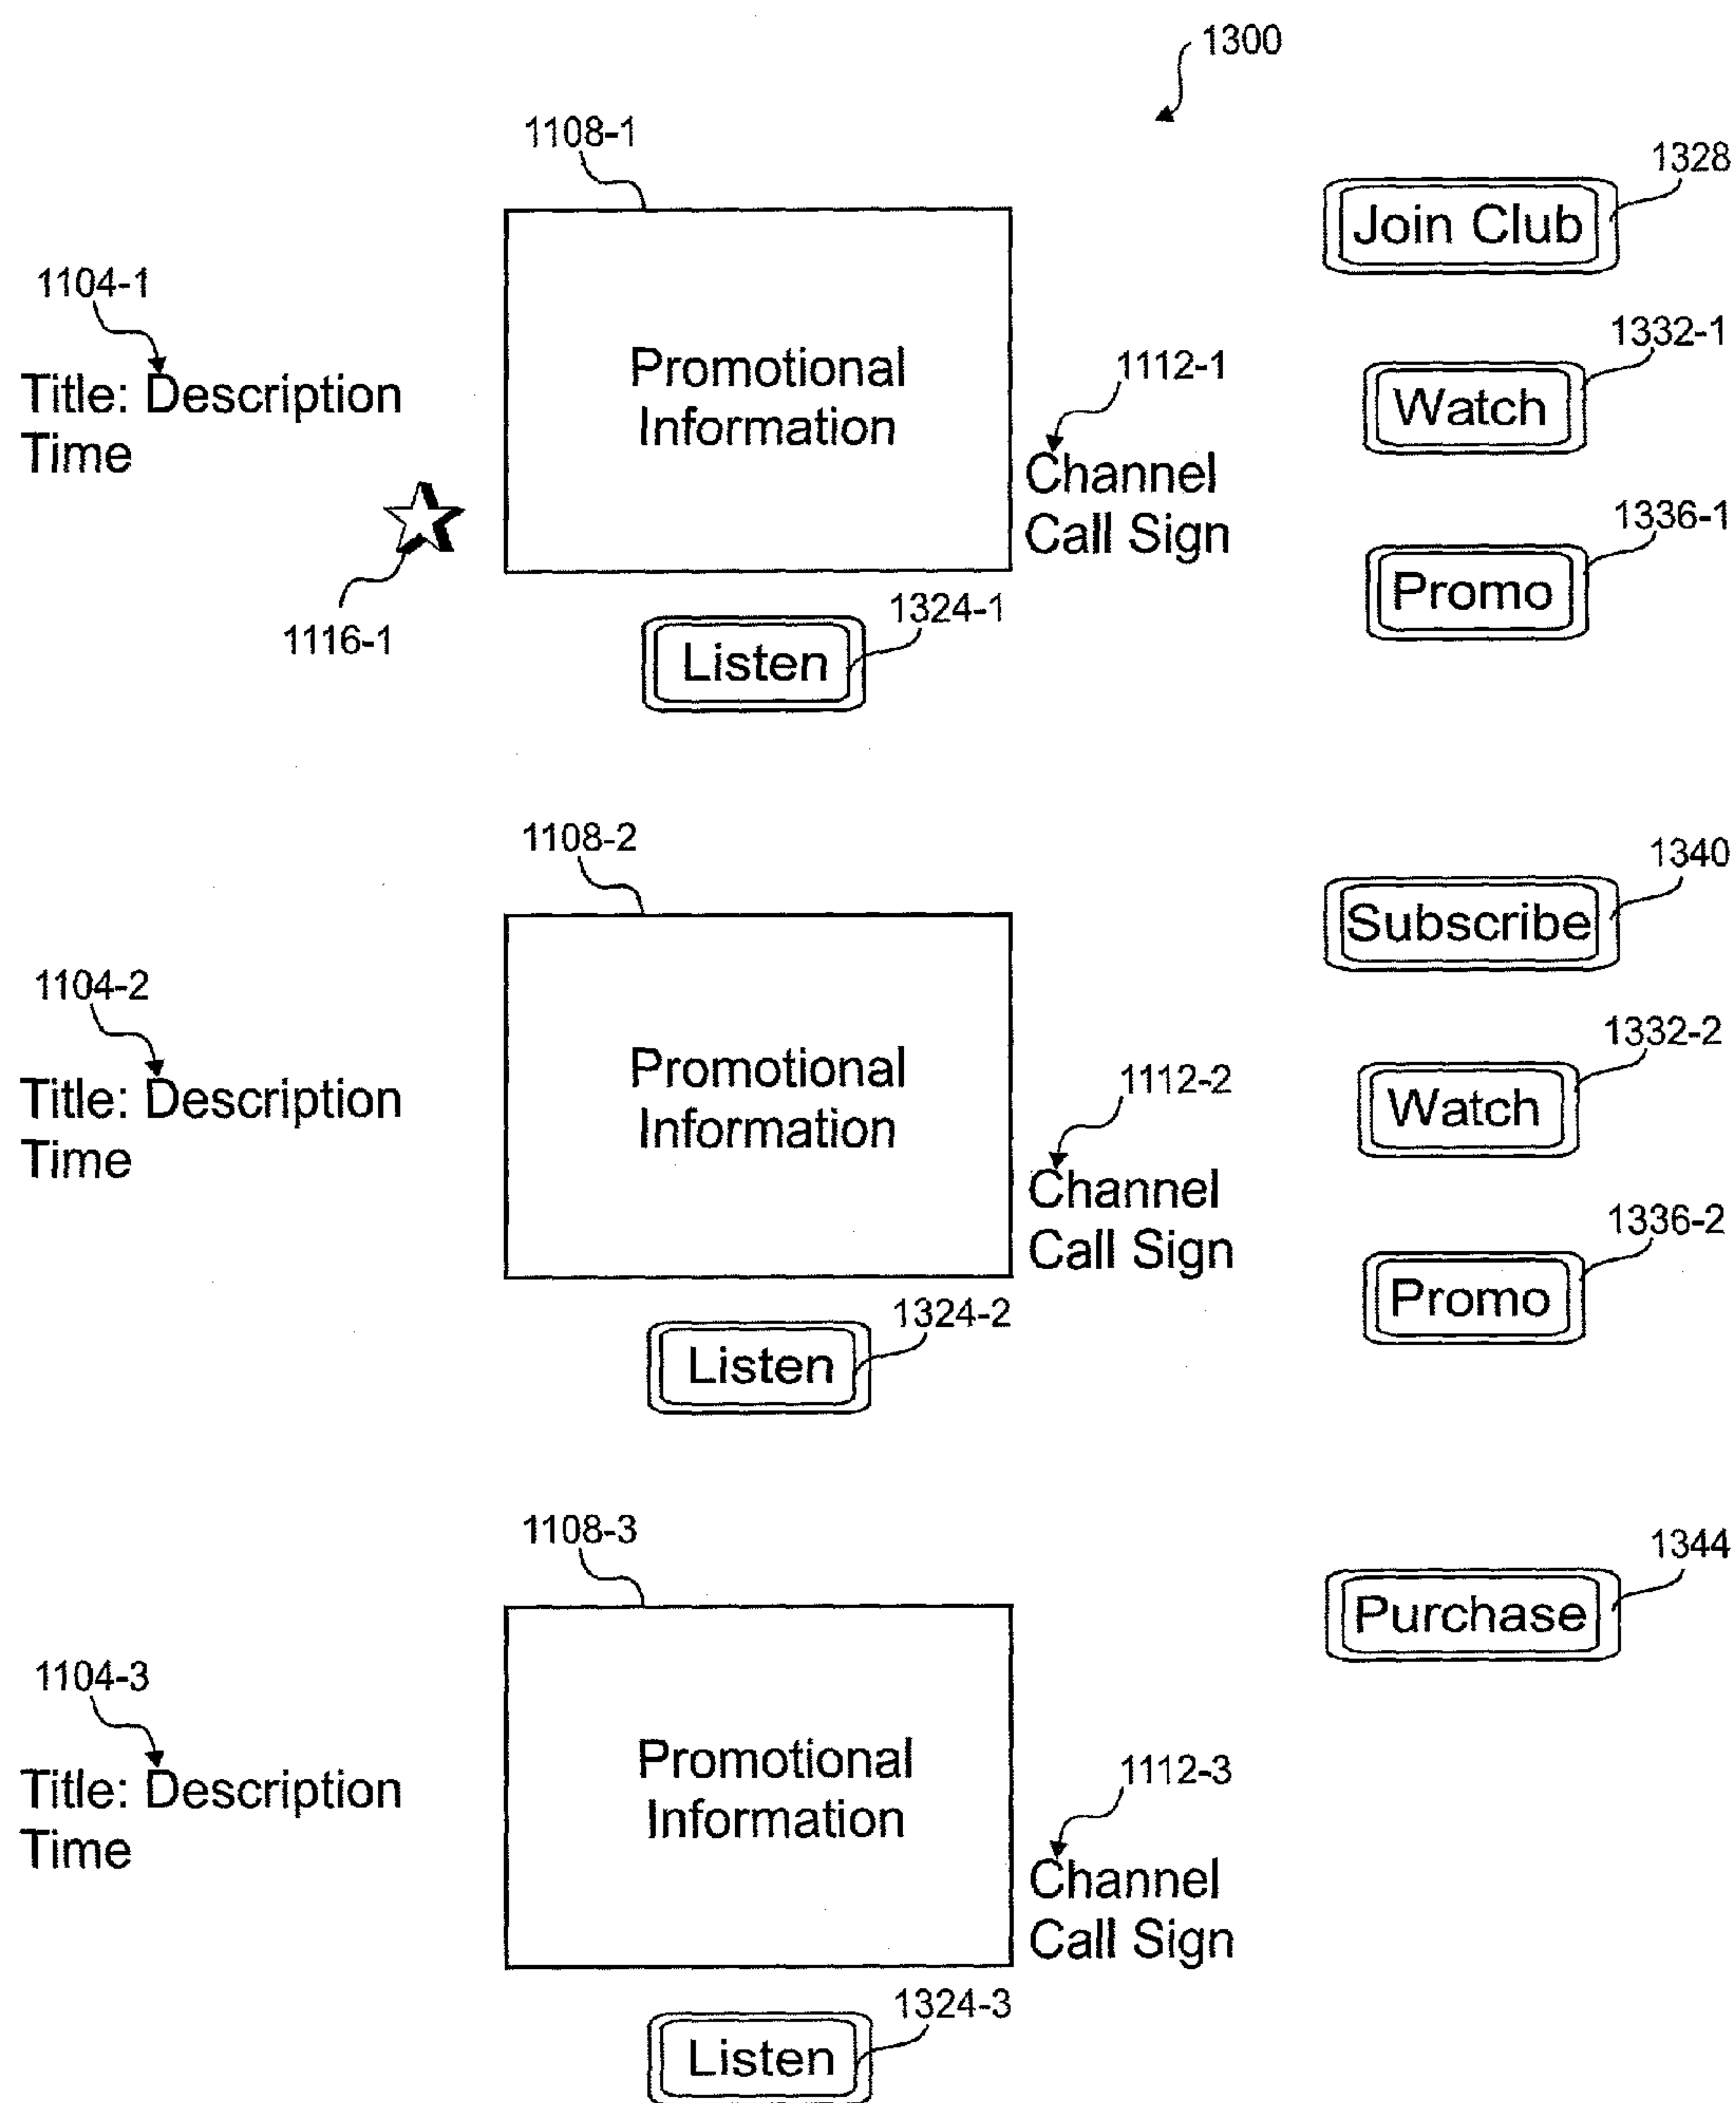 1300
1108-1
1328
Join Club
1104-1
1332-1
Title: Description
Time
Promotional
Information
1112-1
Watch
Channel
Call Sign
1336-1
Promo
1116-1
1324-1
Listen
1108-2
1340
Subscribe
1104-2
1332-2
Title: Description
Time
Promotional
Information
1112-2
Watch
Channel
Call Sign
1336-2
Promo
1324-2
Listen
1108-3
1344
Purchase
1104-3
Title: Description
Time
Promotional
Information
1112-3
Channel
Call Sign
1324-3
Listen